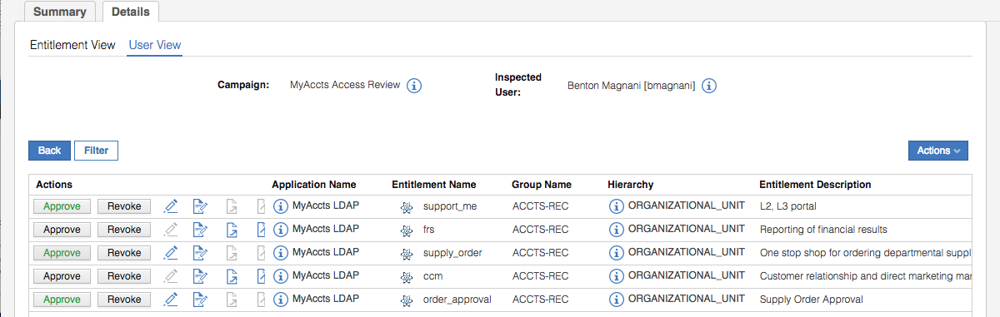 Summary Details
Entitlement View User View
Campaign: MyAccts Access Review Inspected User: Benton Magnani [bmagnani]
Back Filter Actions
Actions Application Name Entitlement Name Group Name Hierarchy Entitlement Description
Approve Revoke MyAccts LDAP support_me ACCTS-REC ORGANIZATIONAL_UNIT L2, L3 portal
Approve Revoke MyAccts LDAP frs ACCTS-REC ORGANIZATIONAL_UNIT Reporting of financial results
Approve Revoke MyAccts LDAP supply_order ACCTS-REC ORGANIZATIONAL_UNIT One stop shop for ordering departmental suppl
Approve Revoke MyAccts LDAP ccm ACCTS-REC ORGANIZATIONAL_UNIT Customer relationship and direct marketing mar
Approve Revoke MyAccts LDAP order_approval ACCTS-REC ORGANIZATIONAL_UNIT Supply Order Approval